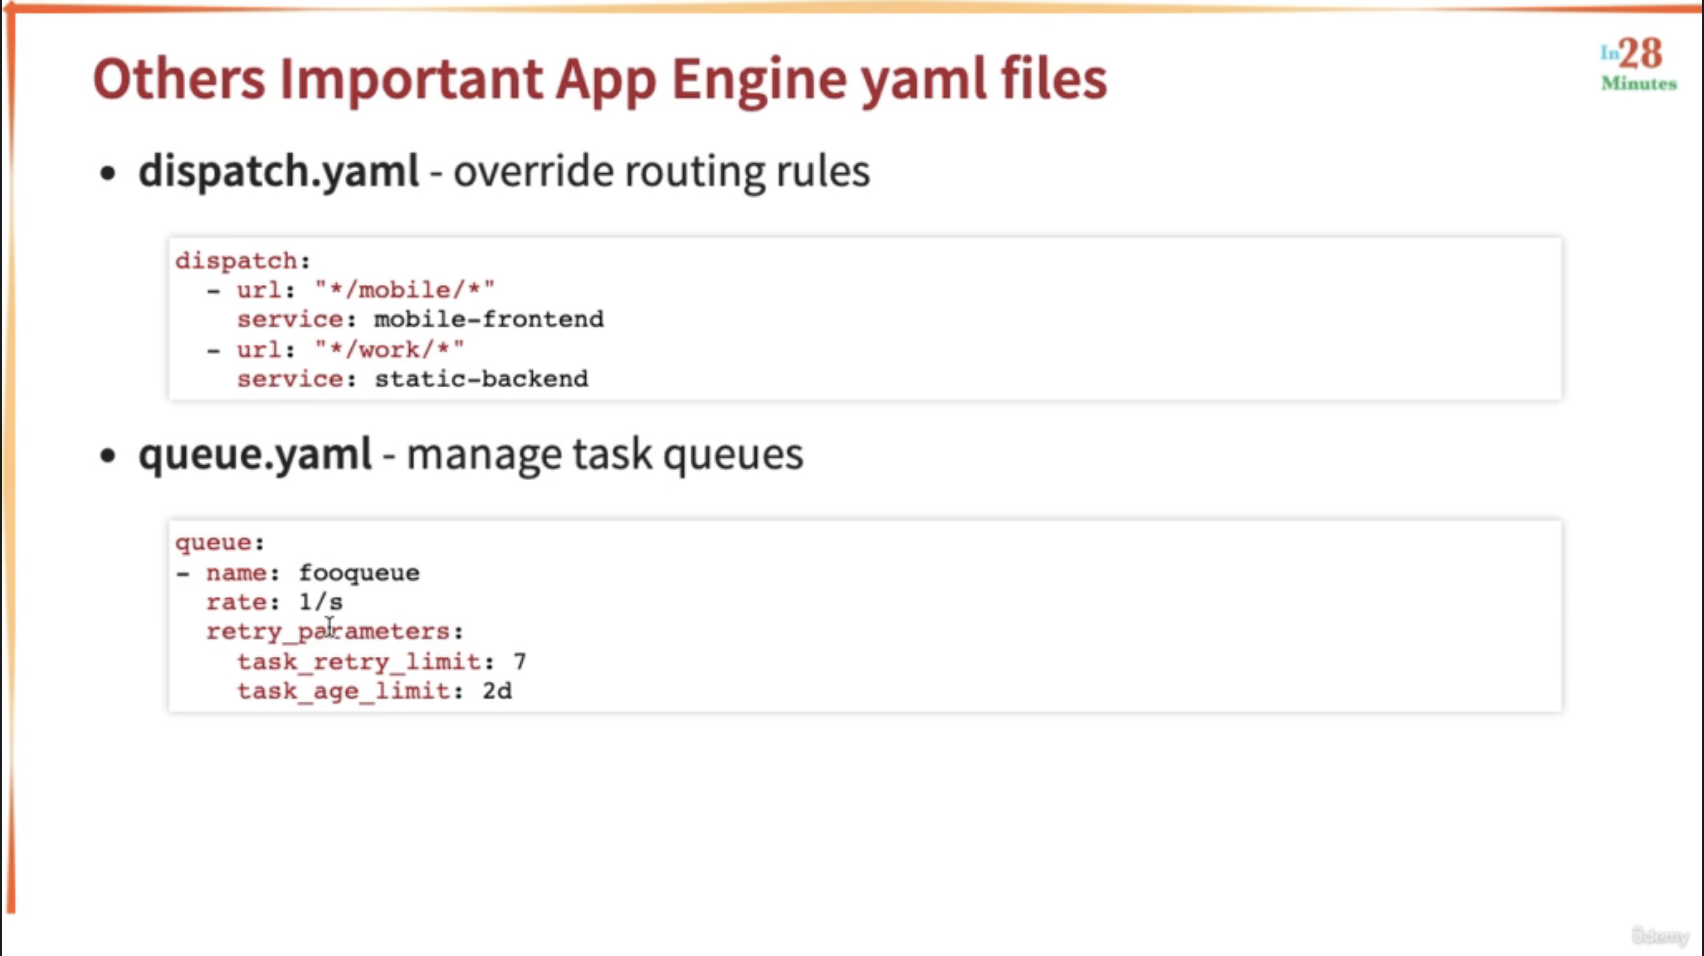 Others Important App Engine yaml files
In28
Minutes
• dispatch.yaml - override routing rules
dispatch:
  - url: "*/mobile/*"
    service: mobile-frontend
  - url: "*/work/*"
    service: static-backend
• queue.yaml - manage task queues
queue:
- name: fooqueue
  rate: 1/s
  retry_parameters:
    task_retry_limit: 7
    task_age_limit: 2d
ûdemy